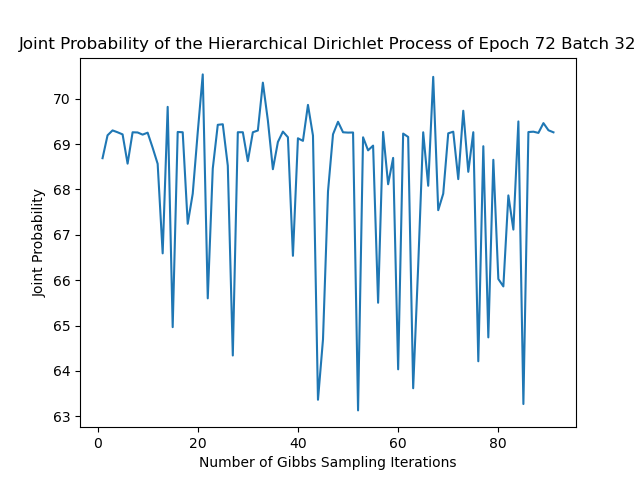 Joint Probability of the Hierarchical Dirichlet Process of Epoch 72 Batch 32
70
69
68
67
66
65
64
63
Joint Probability
0 20 40 60 80
Number of Gibbs Sampling Iterations